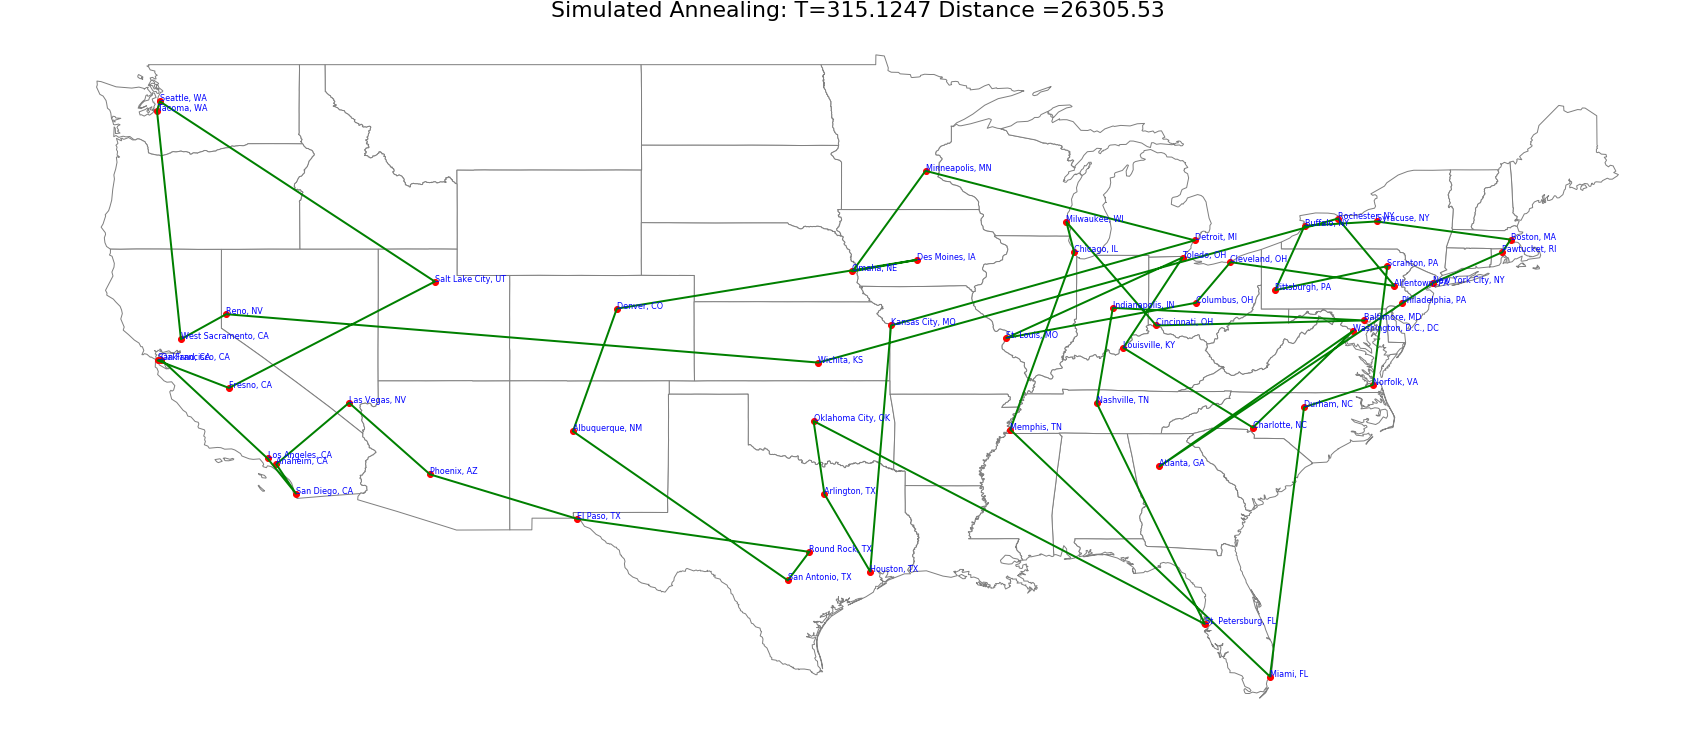 Simulated Annealing: T=315.1247 Distance =26305.53
Seattle, WA
Tacoma, WA
Minneapolis, MN
Milwaukee, WI
Rochester, NY
Syracuse, NY
Buffalo, NY
Boston, MA
Detroit, MI
Pawtucket, RI
Chicago, IL
Toledo, OH
Cleveland, OH
Des Moines, IA
Scranton, PA
Omaha, NE
Salt Lake City, UT
New York City, NY
Allentown, PA
Pittsburgh, PA
Columbus, OH
Philadelphia, PA
Indianapolis, IN
Denver, CO
Reno, NV
Baltimore, MD
Kansas City, MO
Cincinnati, OH
Washington, D.C., DC
West Sacramento, CA
St. Louis, MO
Louisville, KY
San Francisco, CA
Wichita, KS
Fresno, CA
Norfolk, VA
Las Vegas, NV
Nashville, TN
Durham, NC
Oklahoma City, OK
Albuquerque, NM
Memphis, TN
Charlotte, NC
Los Angeles, CA
Anaheim, CA
Atlanta, GA
Phoenix, AZ
San Diego, CA
Arlington, TX
El Paso, TX
Round Rock, TX
Houston, TX
San Antonio, TX
St. Petersburg, FL
Miami, FL